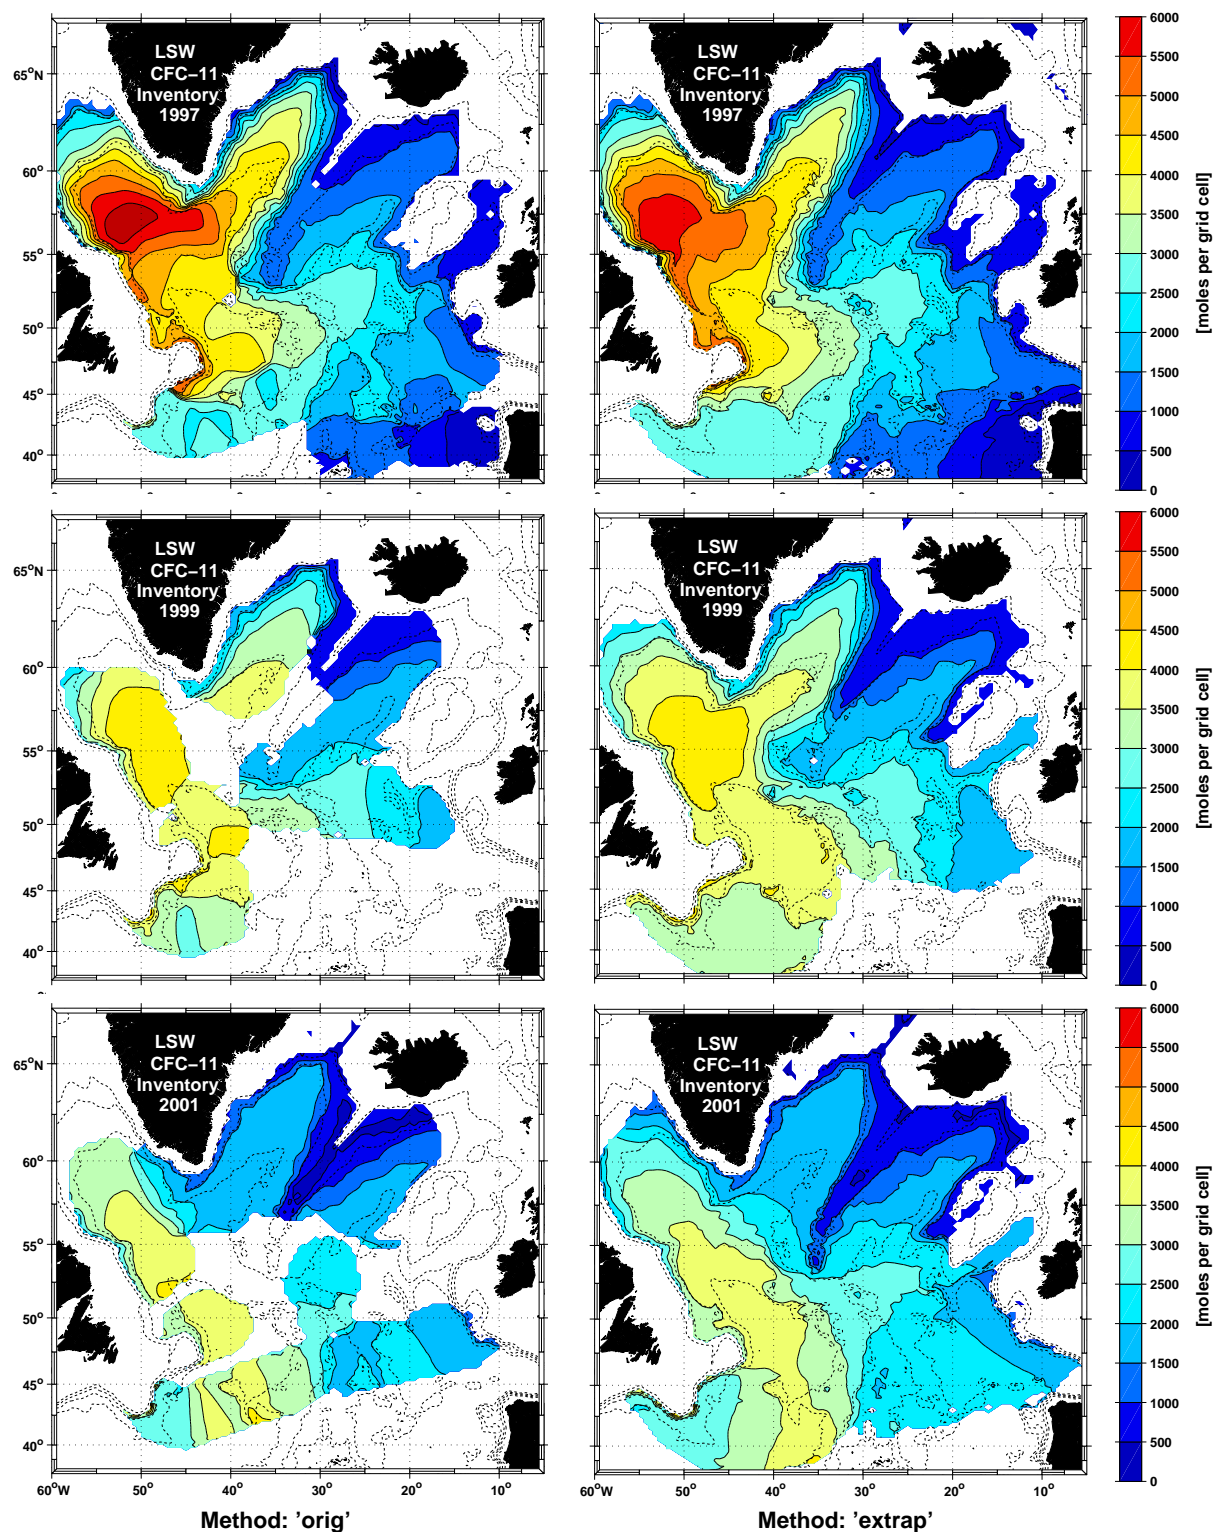 LSW
CFC–11
Inventory
1997
65°N
60°
55°
50°
45°
40°
LSW
CFC–11
Inventory
1997
6000
5500
5000
4500
4000
3500
3000
2500
2000
1500
1000
500
0
[moles per grid cell]
LSW
CFC–11
Inventory
1999
65°N
60°
55°
50°
45°
40°
LSW
CFC–11
Inventory
1999
6000
5500
5000
4500
4000
3500
3000
2500
2000
1500
1000
500
0
[moles per grid cell]
LSW
CFC–11
Inventory
2001
65°N
60°
55°
50°
45°
40°
60°W 50° 40° 30° 20° 10°
LSW
CFC–11
Inventory
2001
60°W 50° 40° 30° 20° 10°
6000
5500
5000
4500
4000
3500
3000
2500
2000
1500
1000
500
0
[moles per grid cell]
Method: ’orig’
Method: ’extrap’